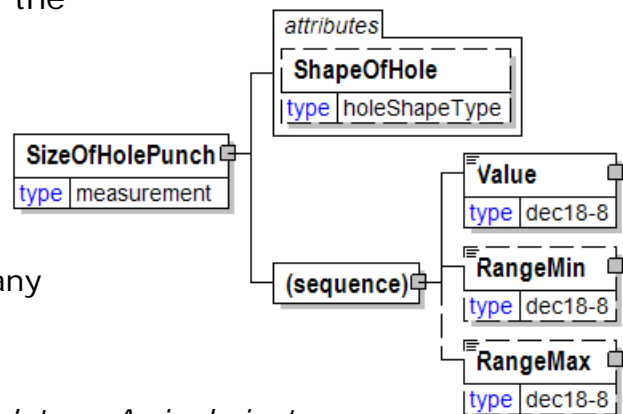 the
attributes
ShapeOfHole
type holeShapeType
SizeOfHolePunch
type measurement
Value
type dec18-8
any
(sequence)
RangeMin
type dec18-8
RangeMax
type dec18-8